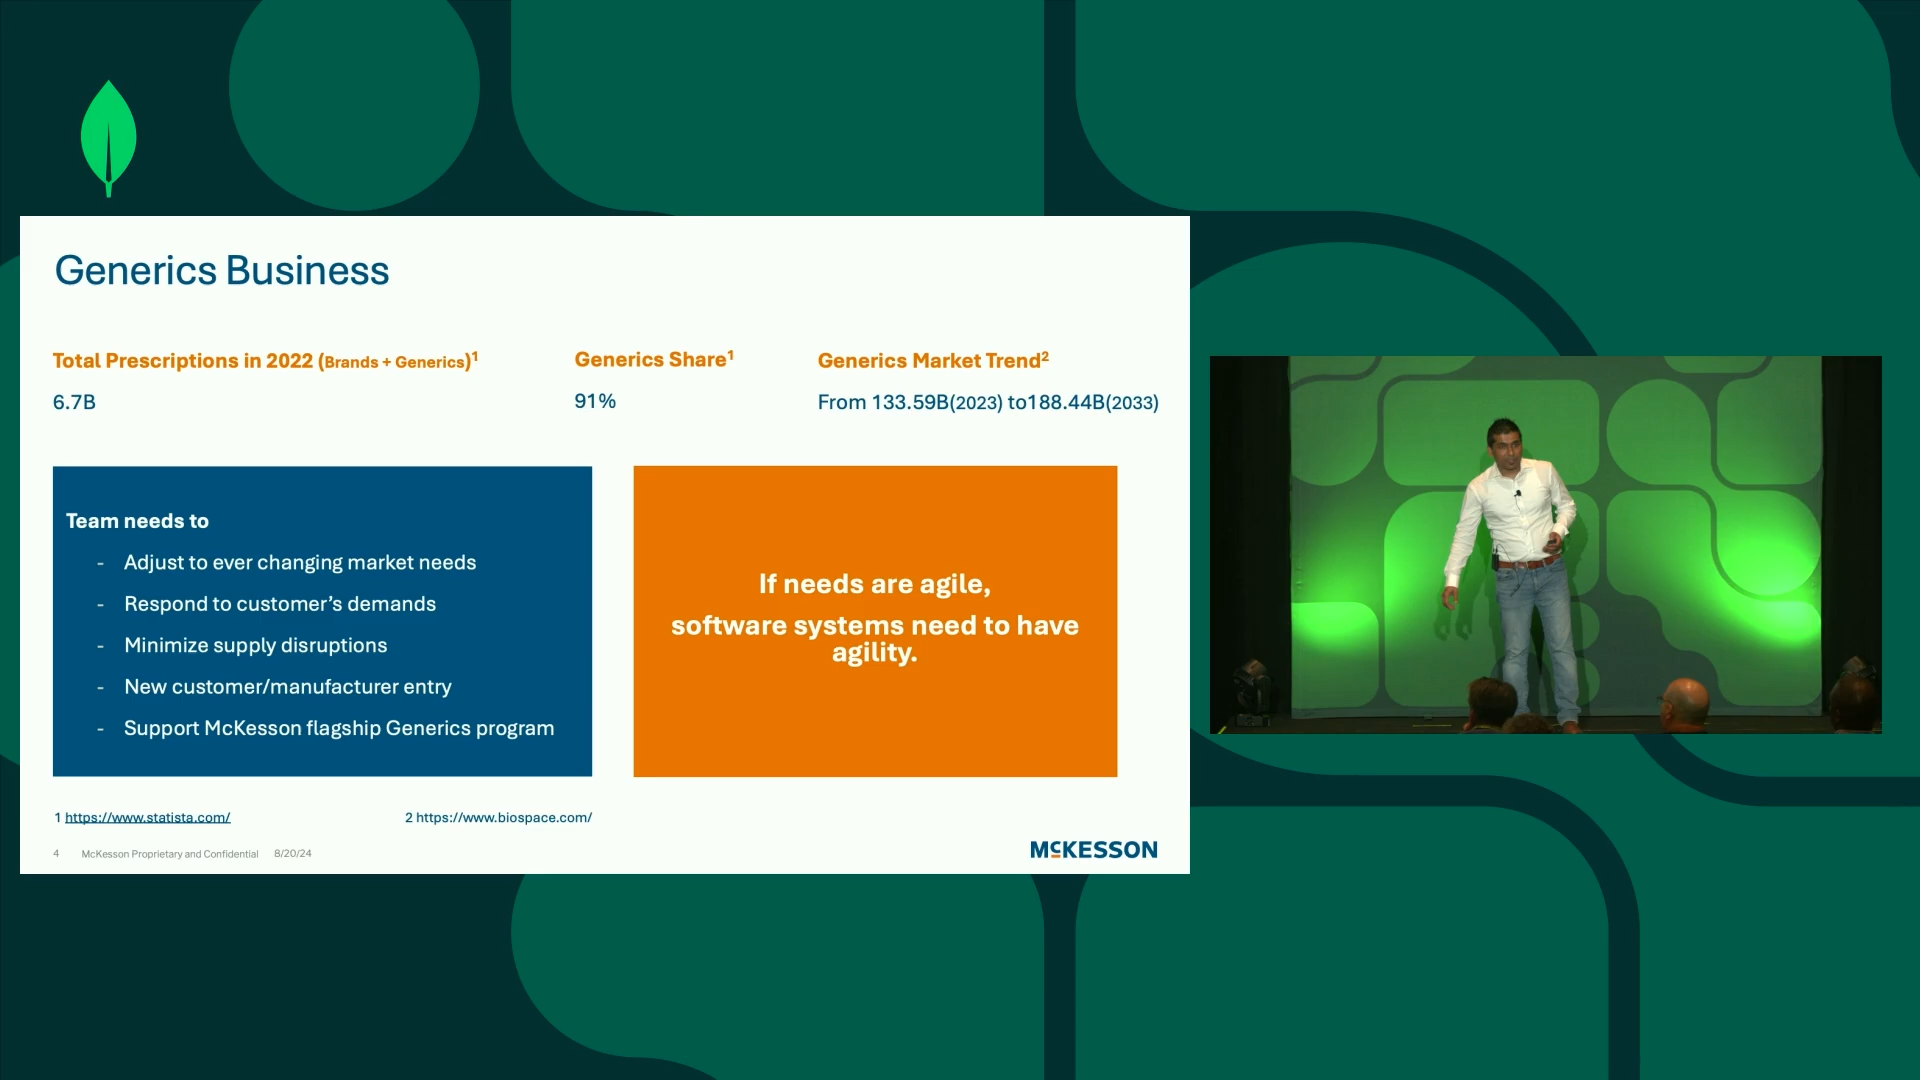 Generics Business
Total Prescriptions in 2022 (Brands + Generics)¹
6.7B
Generics Share¹
91%
Generics Market Trend²
From 133.59B(2023) to188.44B(2033)
Team needs to
- Adjust to ever changing market needs
- Respond to customer’s demands
- Minimize supply disruptions
- New customer/manufacturer entry
- Support McKesson flagship Generics program
If needs are agile,
software systems need to have
agility.
1 https://www.statista.com/
2 https://www.biospace.com/
4 McKesson Proprietary and Confidential 8/20/24
MCKESSON